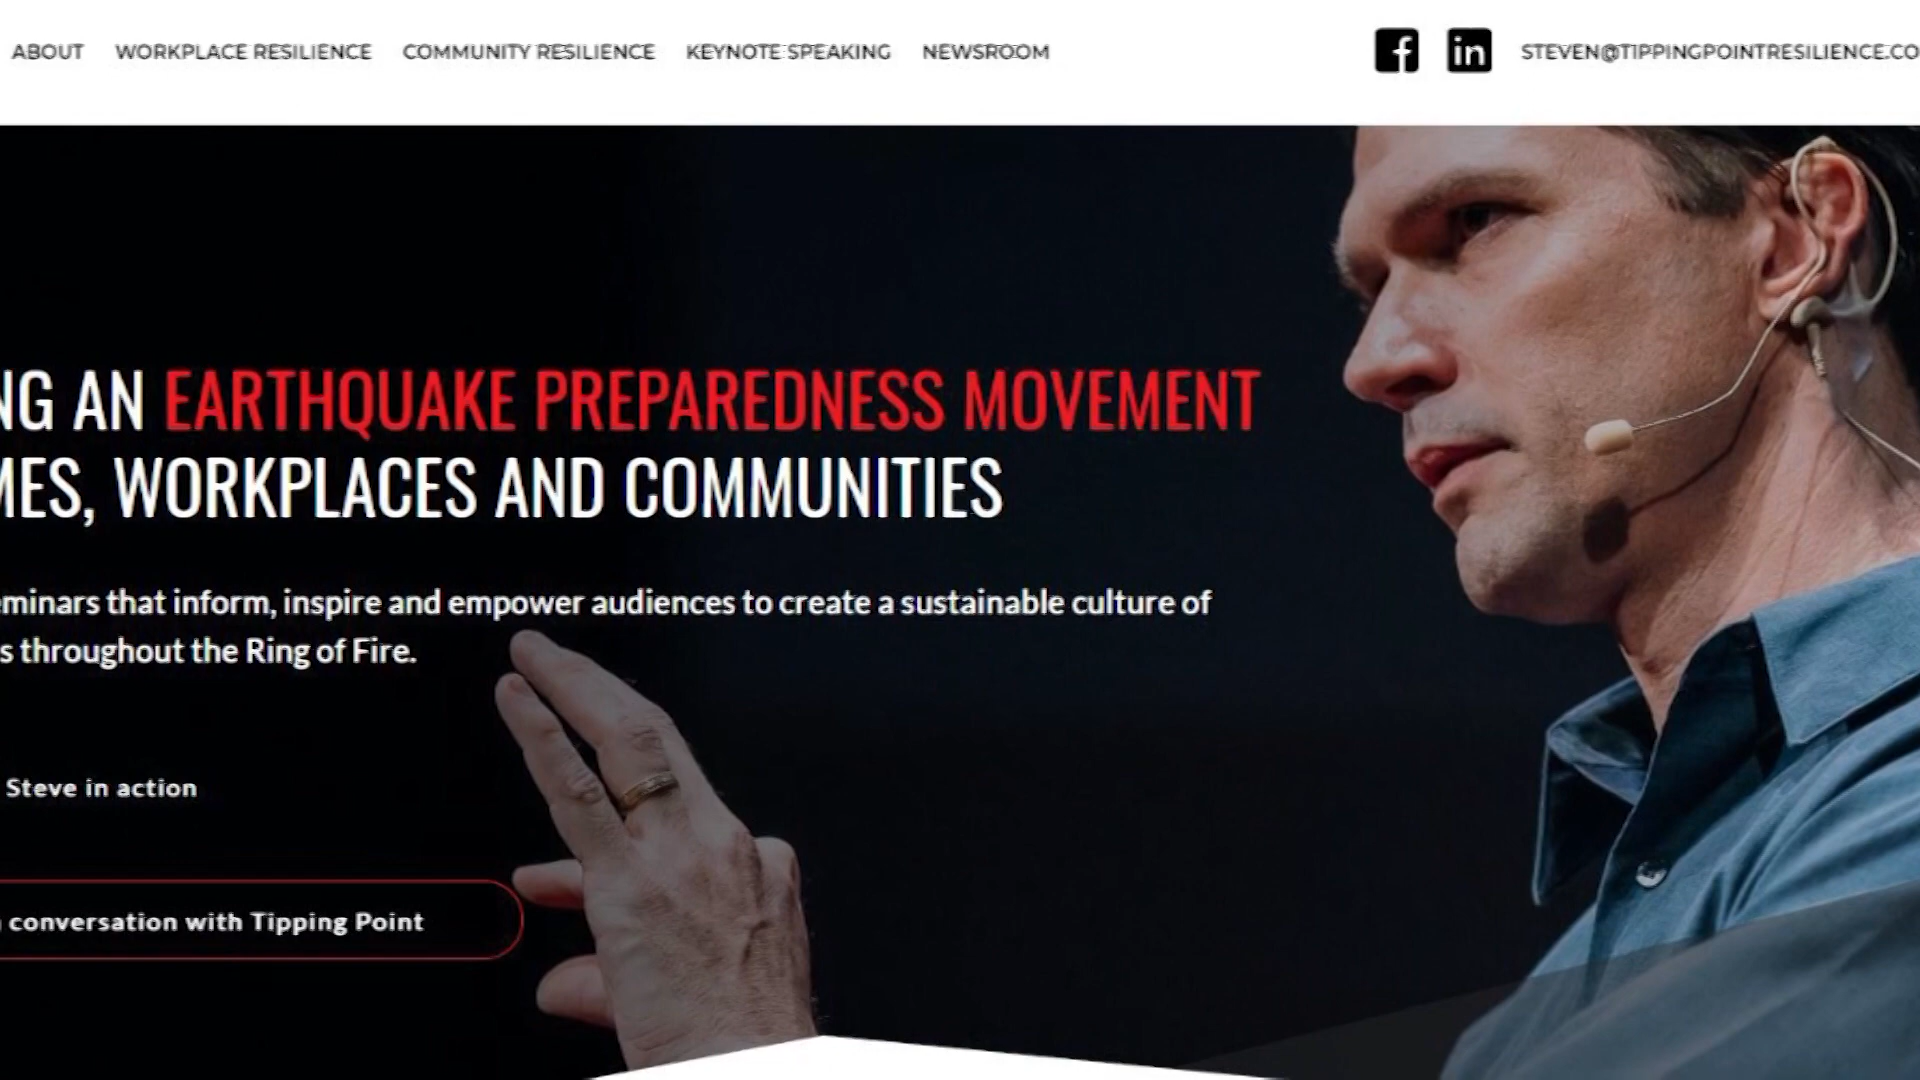 ABOUT WORKPLACE RESILIENCE COMMUNITY RESILIENCE KEYNOTE SPEAKING NEWSROOM STEVEN@TIPPINGPOINTRESILIENCE.CO
NG AN EARTHQUAKE PREPAREDNESS MOVEMENT
MES, WORKPLACES AND COMMUNITIES
eminars that inform, inspire and empower audiences to create a sustainable culture of
s throughout the Ring of Fire.
Steve in action
conversation with Tipping Point